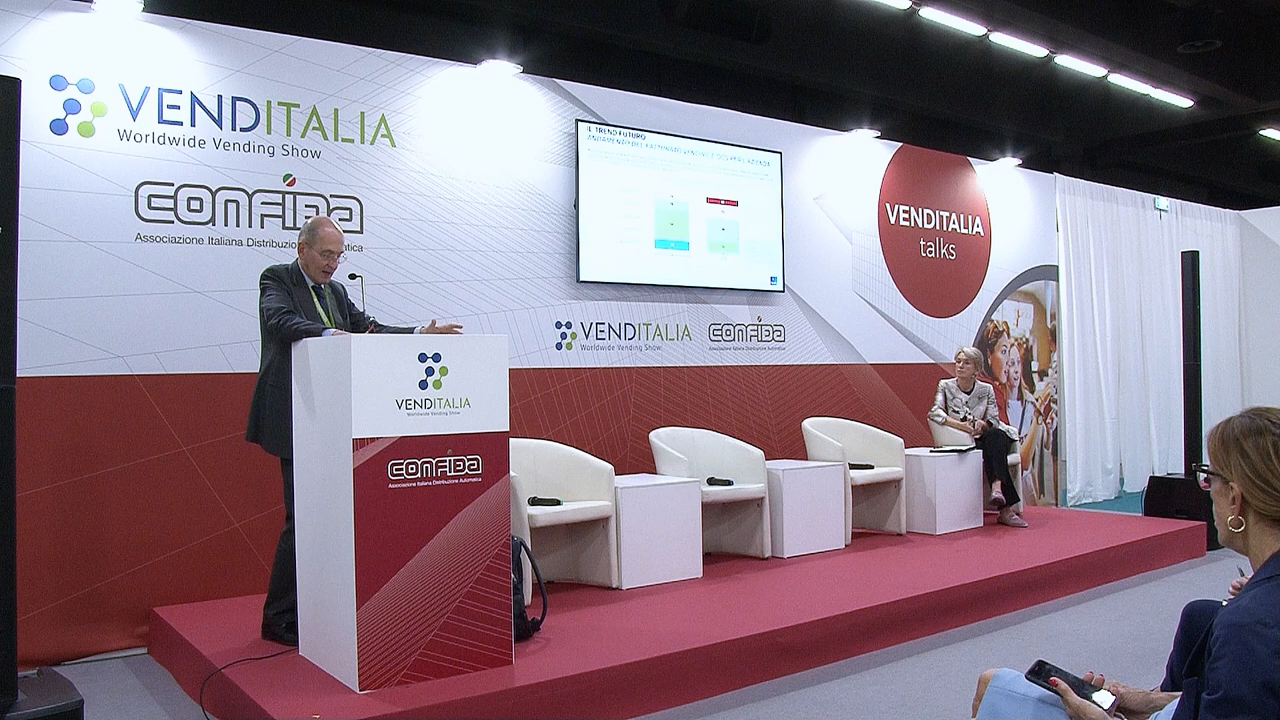 VENDITALIA
Worldwide Vending Show
CONFIDA
Associazione Italiana Distribuzio
atica
IL TREND FUTURO
VENDITALIA
talks
VENDITALIA
Worldwide Vending Show
CONFIDA
Associazione Italiana Distribuzione Automatica
VENDITALIA
Worldwide Vending Show
CONFIDA
Associazione Italiana Distribuzione Automatica